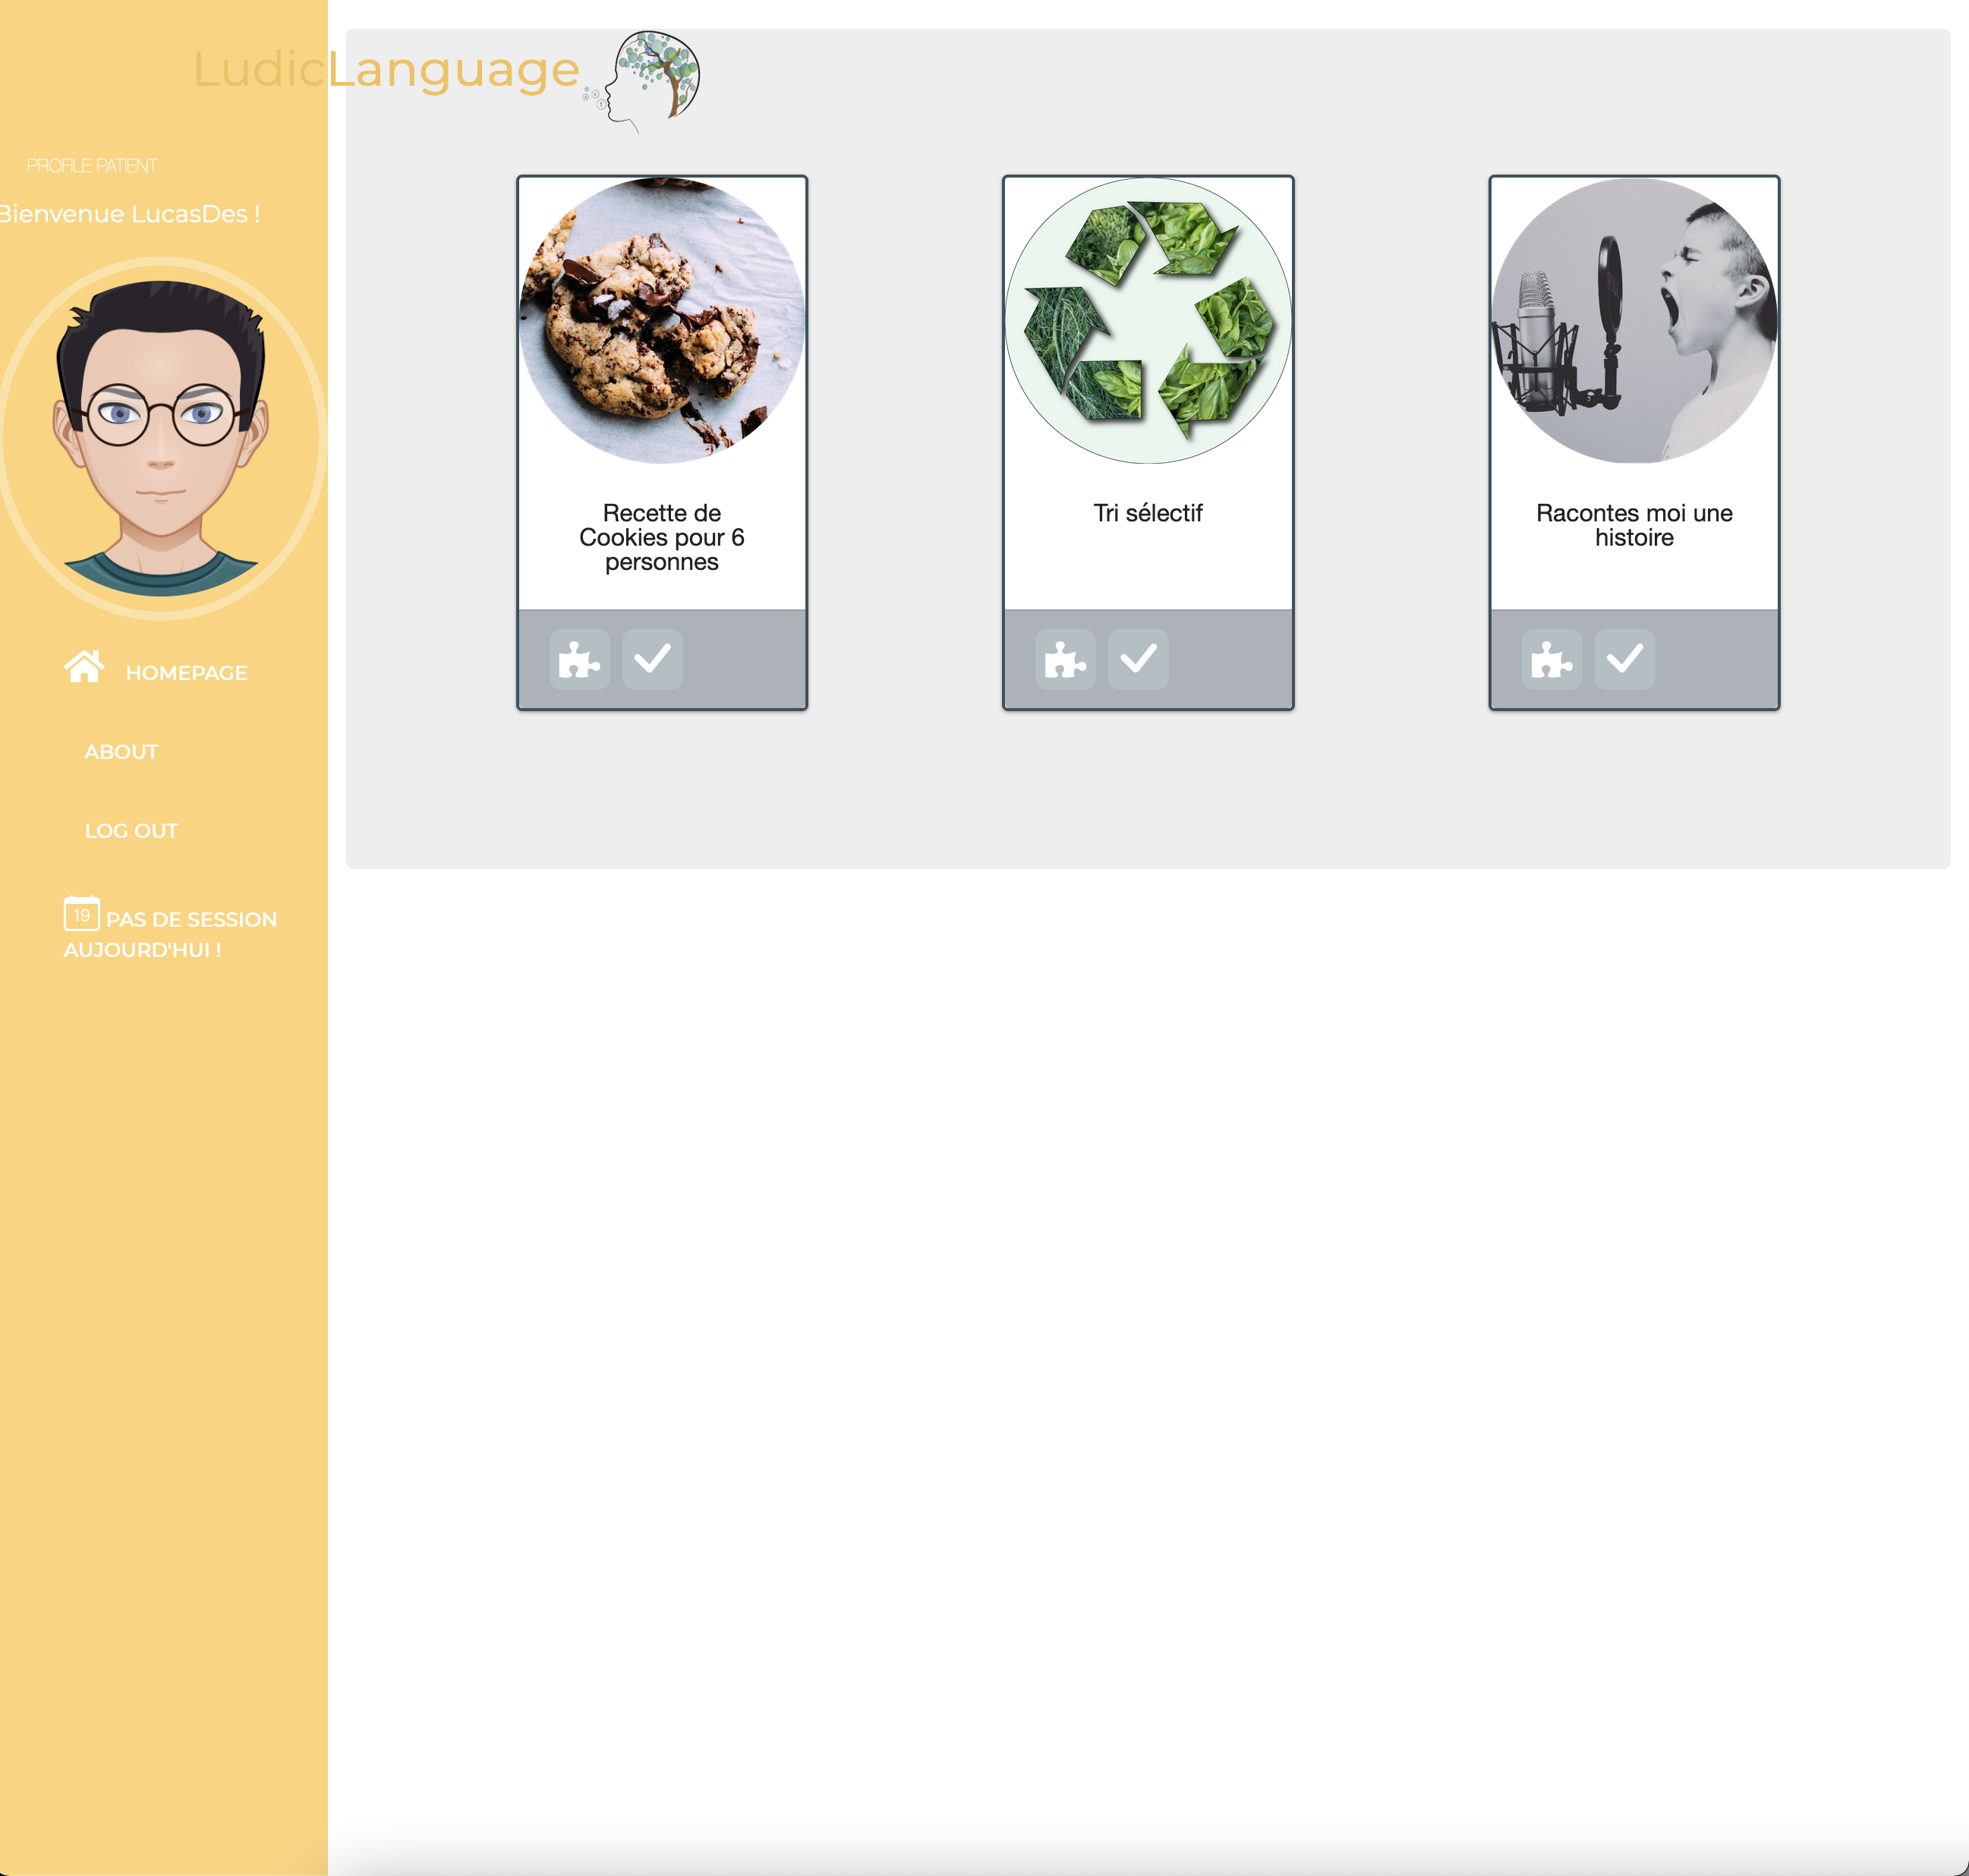 LudicLanguage
PROFILE PATIENT
Bienvenue LucasDes !
HOMEPAGE
ABOUT
LOG OUT
19 PAS DE SESSION
AUJOURD'HUI !
Recette de
Cookies pour 6
personnes
Tri sélectif
Racontes moi une
histoire